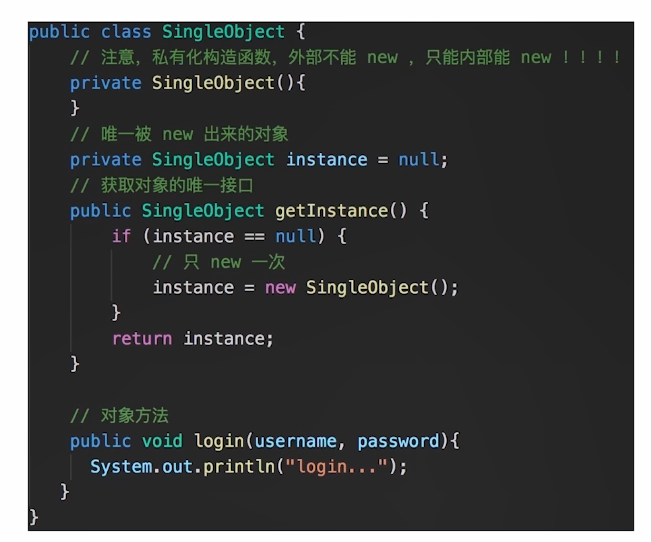 public class SingleObject {
// 注意，私有化构造函数，外部不能 new ，只能内部能 new ！！！！
private SingleObject(){
}
// 唯一被 new 出来的对象
private SingleObject instance = null;
// 获取对象的唯一接口
public SingleObject getInstance() {
if (instance == null) {
// 只 new 一次
instance = new SingleObject();
}
return instance;
}
// 对象方法
public void login(username, password){
System.out.println("login...");
}
}